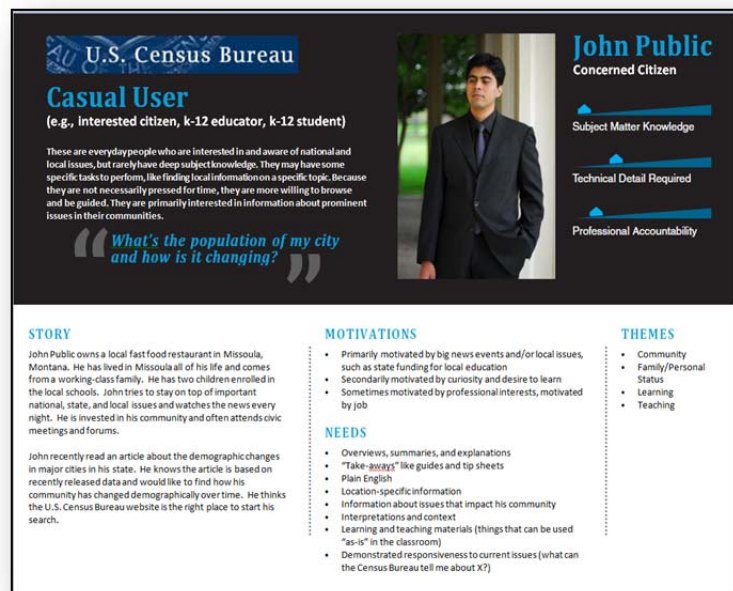 U.S. Census Bureau
Casual User
(e.g., interested citizen, k-12 educator, k-12 student)
These are everyday people who are interested in and aware of national and
local issues, but rarely have deep subject knowledge. They may have some
specific tasks to perform, like finding local information on a specific topic. Because
they are not necessarily pressed for time, they are more willing to browse
and be guided. They are primarily interested in information about prominent
issues in their communities.
“What's the population of my city
and how is it changing?”
John Public
Concerned Citizen
Subject Matter Knowledge
Technical Detail Required
Professional Accountability
STORY
John Public owns a local fast food restaurant in Missoula,
Montana. He has lived in Missoula all of his life and comes
from a working-class family. He has two children enrolled in
the local schools. John tries to stay on top of important
national, state, and local issues and watches the news every
night. He is invested in his community and often attends civic
meetings and forums.
John recently read an article about the demographic changes
in major cities in his state. He knows the article is based on
recently released data and would like to find how his
community has changed demographically over time. He thinks
the U.S. Census Bureau website is the right place to start his
search.
MOTIVATIONS
• Primarily motivated by big news events and/or local issues,
such as state funding for local education
• Secondarily motivated by curiosity and desire to learn
• Sometimes motivated by professional interests, motivated
by job
NEEDS
• Overviews, summaries, and explanations
• “Take-aways” like guides and tip sheets
• Plain English
• Location-specific information
• Information about issues that impact his community
• Interpretations and context
• Learning and teaching materials (things that can be used
“as-is” in the classroom)
• Demonstrated responsiveness to current issues (what can
the Census Bureau tell me about X?)
THEMES
• Community
• Family/Personal
Status
• Learning
• Teaching